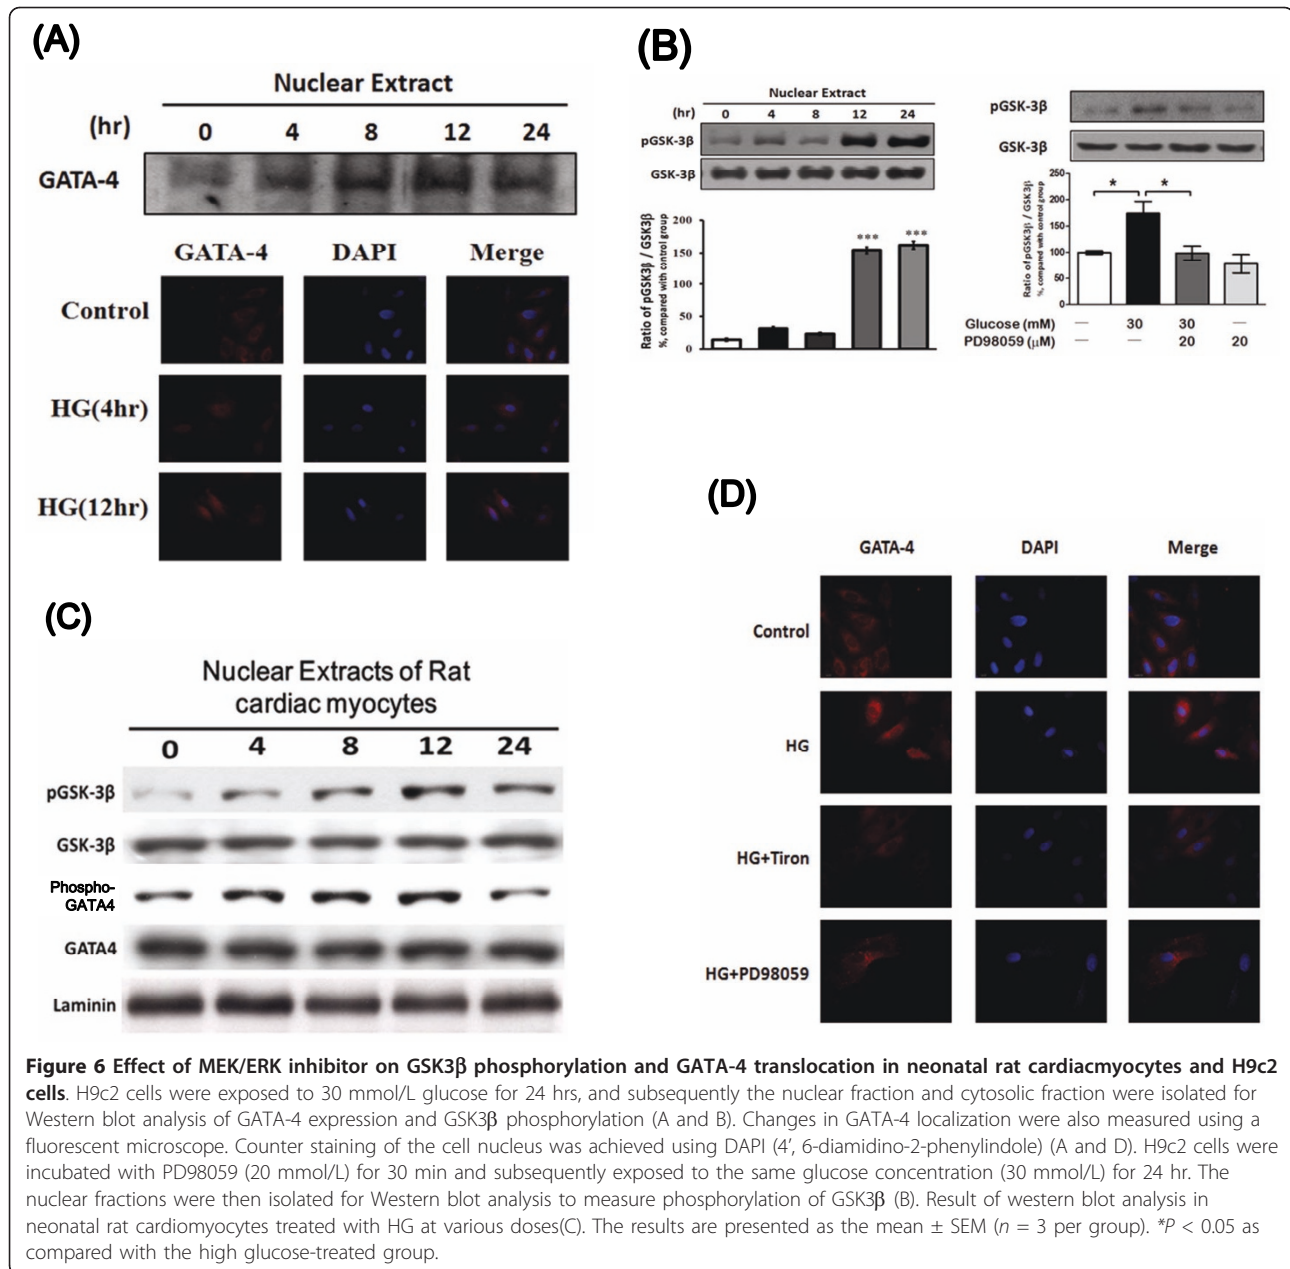 (A)
Nuclear Extract
(hr) 0 4 8 12 24
GATA-4
GATA-4 DAPI Merge
Control
HG(4hr)
HG(12hr)
(B)
Nuclear Extract
(hr) 0 4 8 12 24
pGSK-3β
GSK-3β
Ratio of pGSK3β / GSK3β
%, compared with control group
200
150
100
50
0
*** ***
pGSK-3β
GSK-3β
Ratio of pGSK3β / GSK3β
%, compared with control group
250
200
150
100
50
0
* *
Glucose (mM) — 30 30 —
PD98059 (μM) — — 20 20
(C)
Nuclear Extracts of Rat
cardiac myocytes
0 4 8 12 24
pGSK-3β
GSK-3β
Phospho-
GATA4
GATA4
Laminin
(D)
GATA-4 DAPI Merge
Control
HG
HG+Tiron
HG+PD98059
Figure 6 Effect of MEK/ERK inhibitor on GSK3β phosphorylation and GATA-4 translocation in neonatal rat cardiacmyocytes and H9c2
cells. H9c2 cells were exposed to 30 mmol/L glucose for 24 hrs, and subsequently the nuclear fraction and cytosolic fraction were isolated for
Western blot analysis of GATA-4 expression and GSK3β phosphorylation (A and B). Changes in GATA-4 localization were also measured using a
fluorescent microscope. Counter staining of the cell nucleus was achieved using DAPI (4′, 6-diamidino-2-phenylindole) (A and D). H9c2 cells were
incubated with PD98059 (20 mmol/L) for 30 min and subsequently exposed to the same glucose concentration (30 mmol/L) for 24 hr. The
nuclear fractions were then isolated for Western blot analysis to measure phosphorylation of GSK3β (B). Result of western blot analysis in
neonatal rat cardiomyocytes treated with HG at various doses(C). The results are presented as the mean ± SEM (n = 3 per group). *P < 0.05 as
compared with the high glucose-treated group.